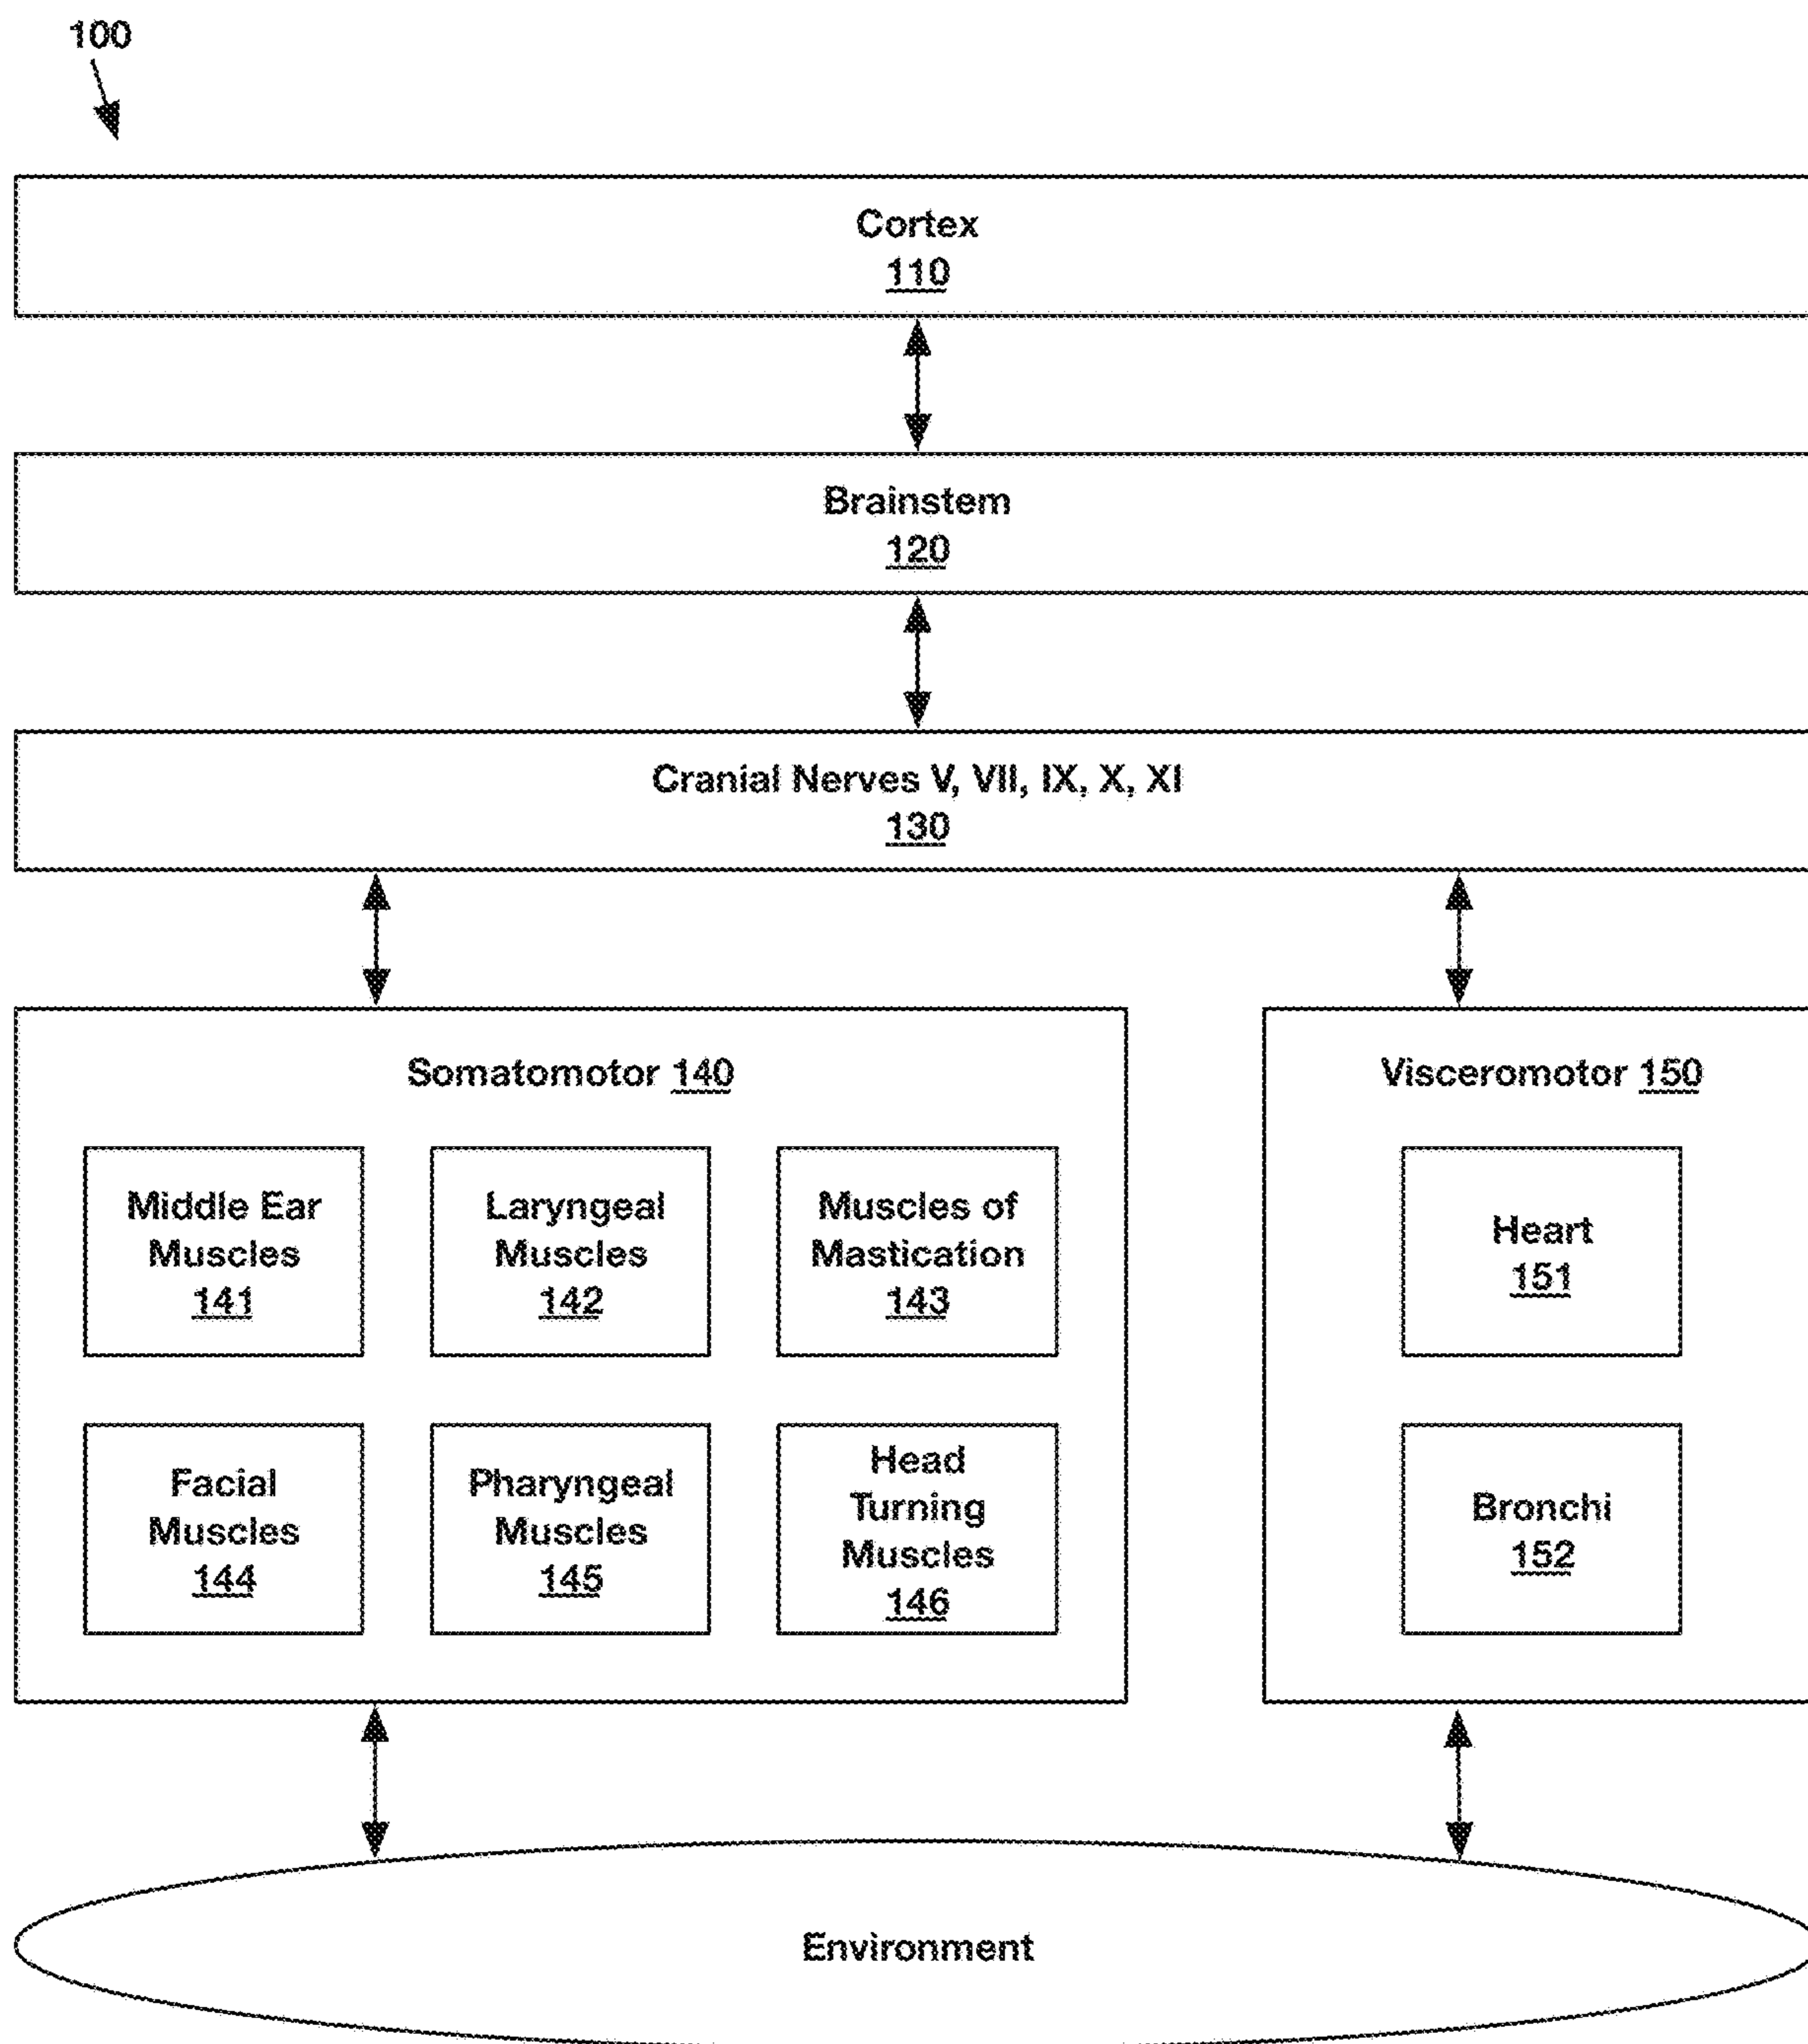 100
Cortex
110
Brainstem
120
Cranial Nerves V, VII, IX, X, XI
130
Somatomotor 140
Middle Ear
Muscles
141
Laryngeal
Muscles
142
Muscles of
Mastication
143
Facial
Muscles
144
Pharyngeal
Muscles
145
Head
Turning
Muscles
146
Visceromotor 150
Heart
151
Bronchi
152
Environment